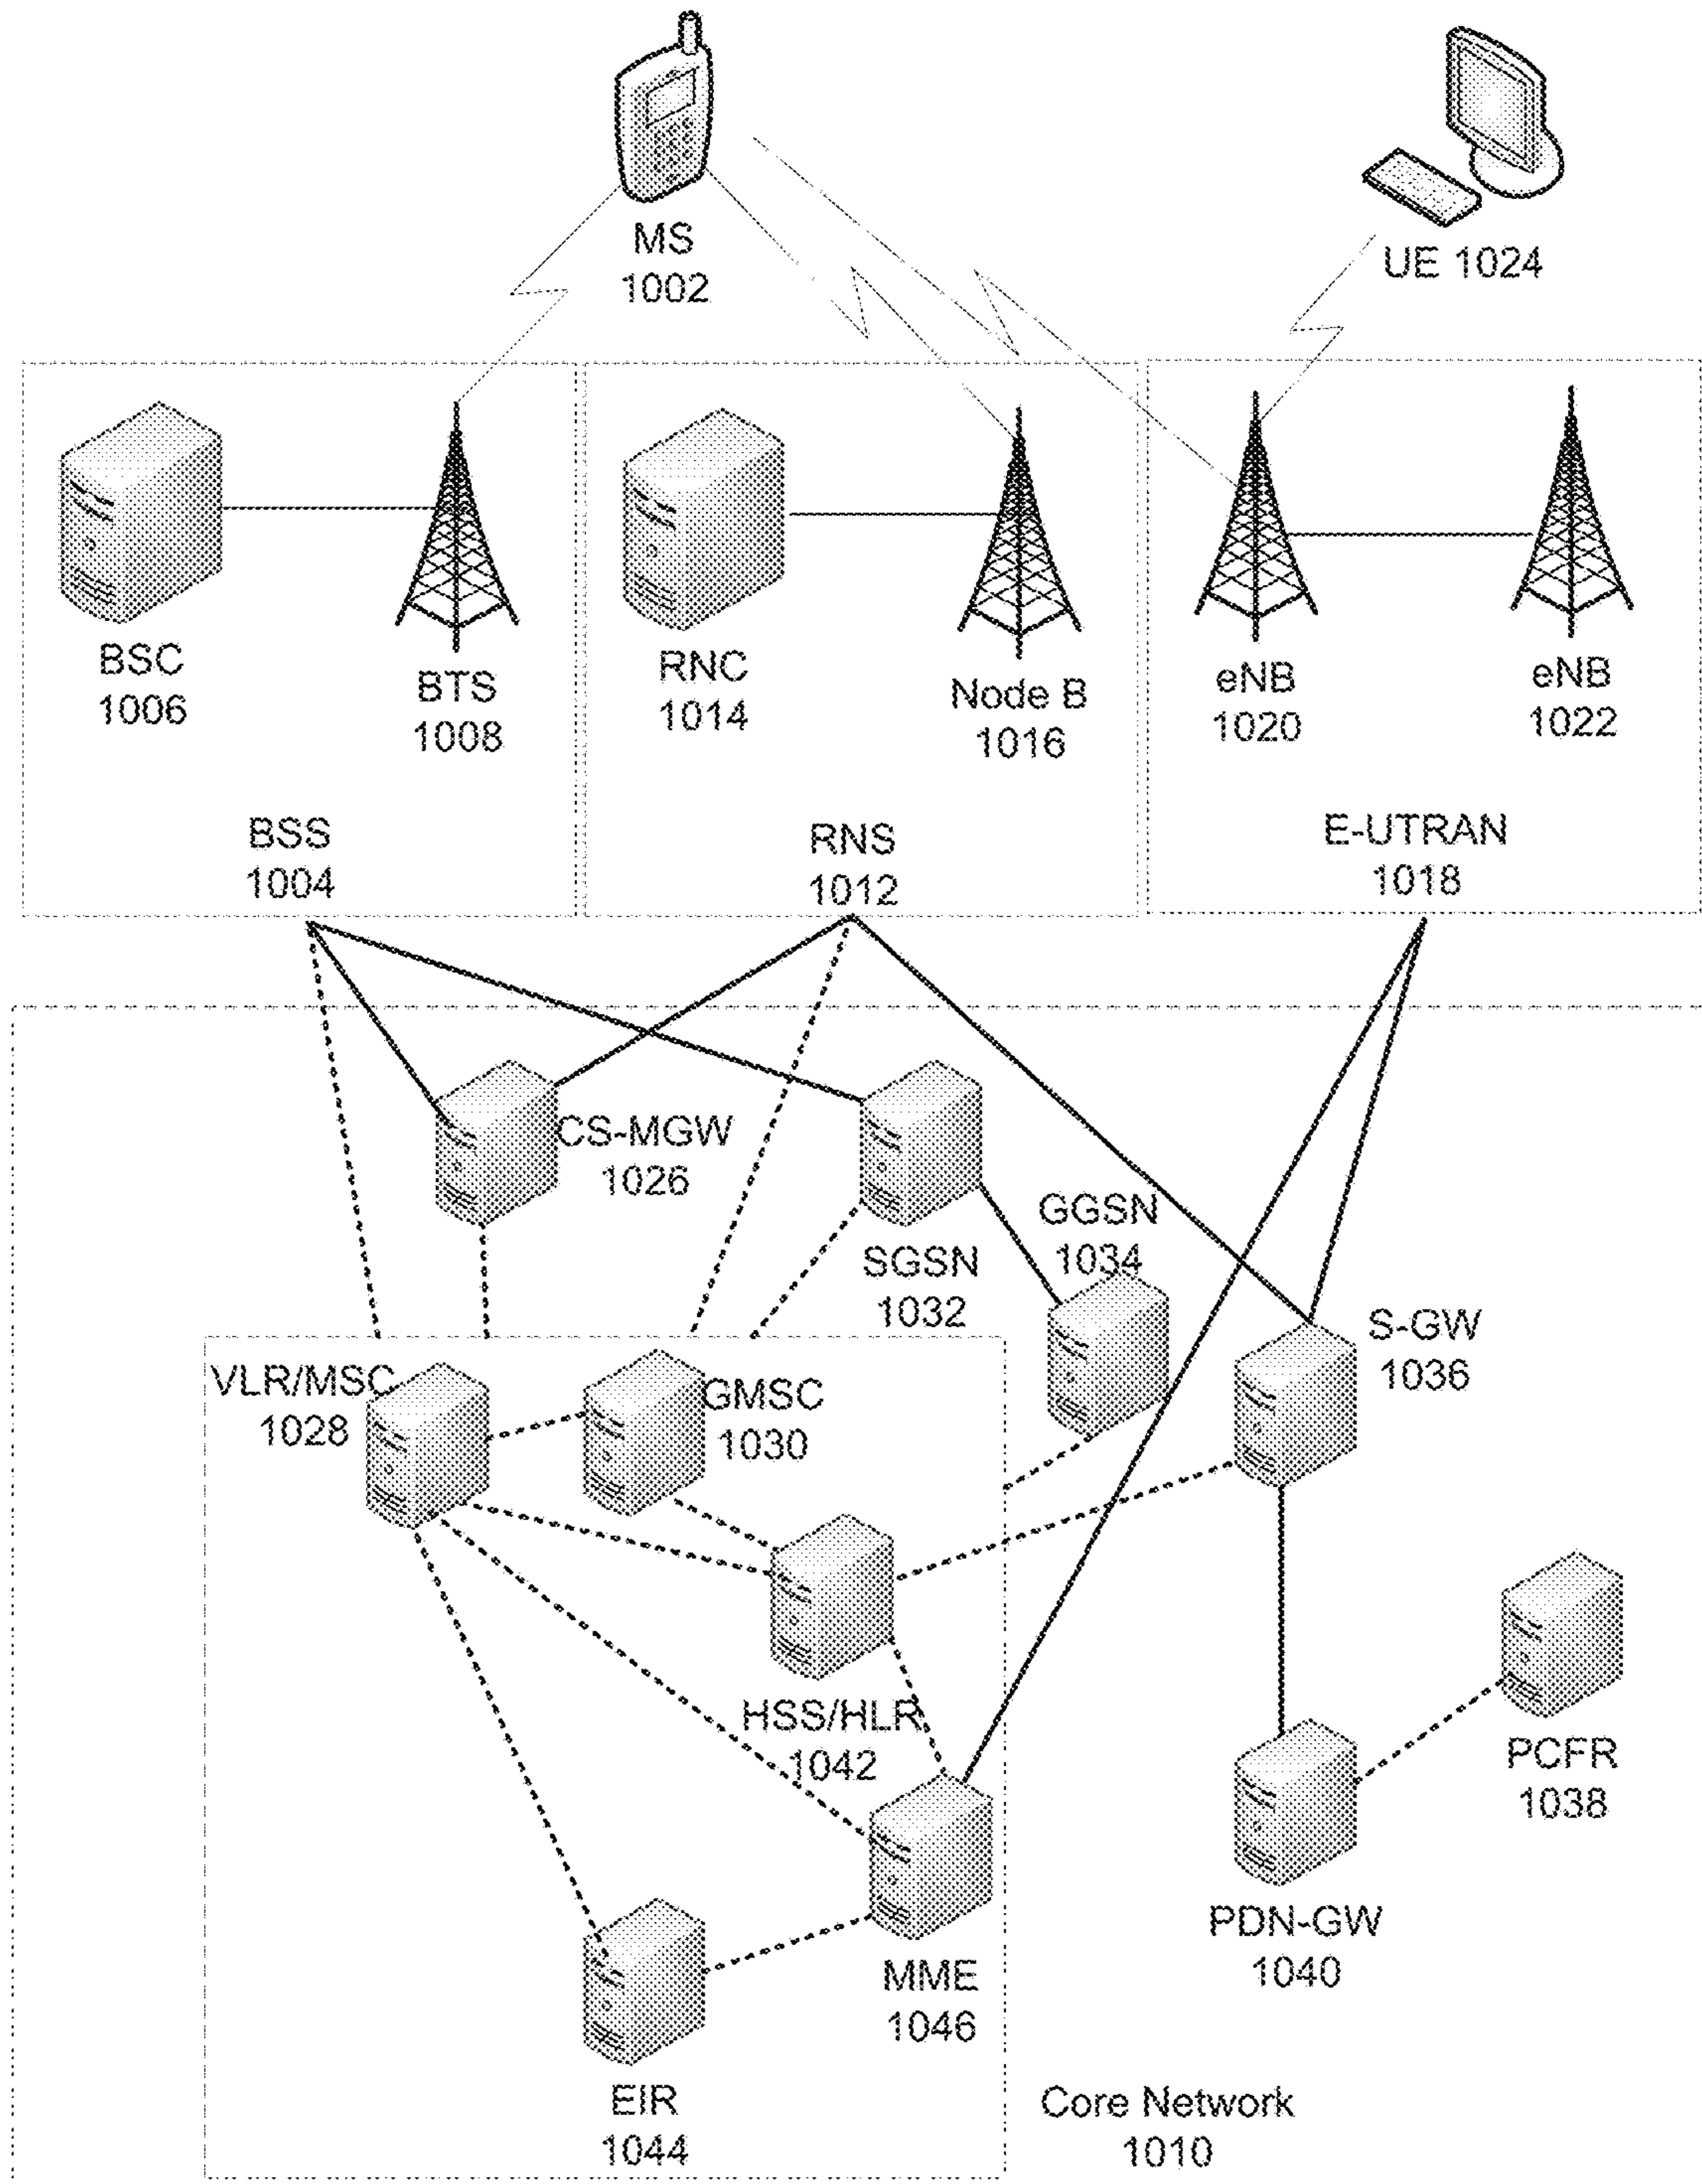 MS
1002
UE 1024
BSC
1006
BTS
1008
RNC
1014
Node B
1016
eNB
1020
eNB
1022
BSS
1004
RNS
1012
E-UTRAN
1018
CS-MGW
1026
SGSN
1032
GGSN
1034
S-GW
1036
VLR/MSC
1028
GMSC
1030
HSS/HLR
1042
PCFR
1038
PDN-GW
1040
MME
1046
EIR
1044
Core Network
1010